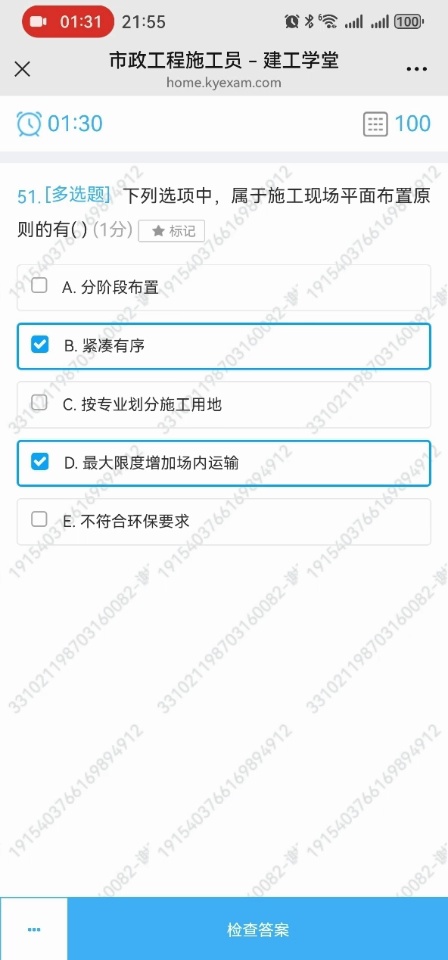 01:31 21:55 6 100
市政工程施工员 – 建工学堂
home.kyexam.com
01:30 100
51.[多选题] 下列选项中，属于施工现场平面布置原
则的有( ) (1分) ★ 标记
A. 分阶段布置
B. 紧凑有序
C. 按专业划分施工用地
D. 最大限度增加场内运输
E. 不符合环保要求
检查答案
1915403766169894912
331021198703160082-谢